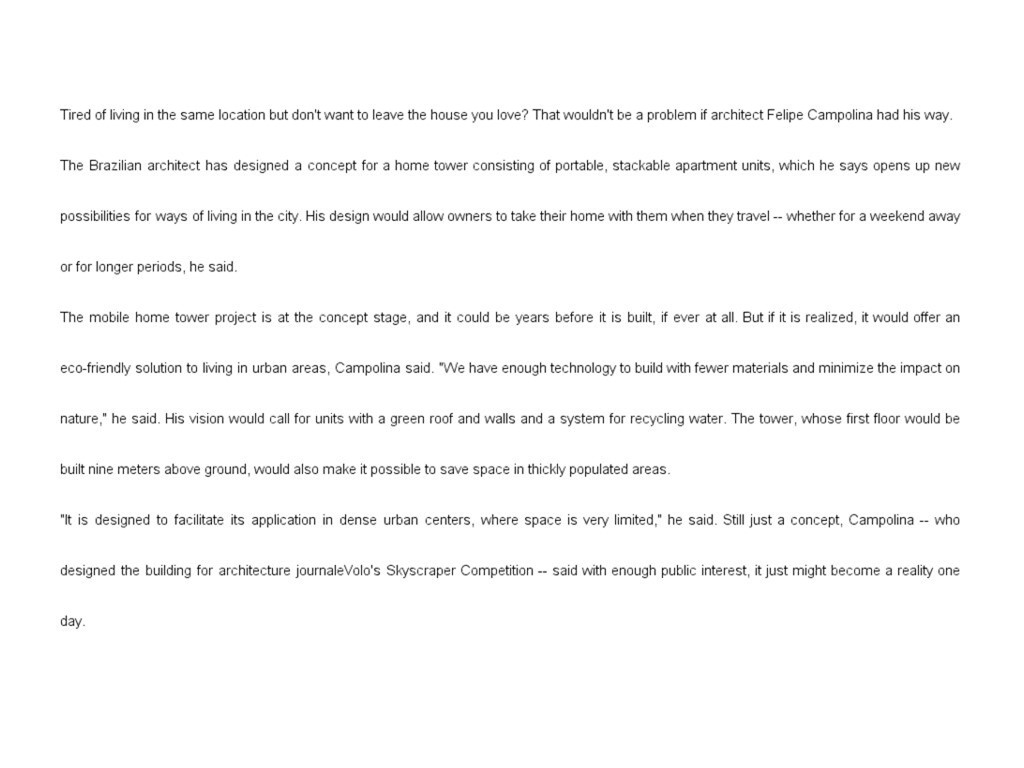 Tired of living in the same location but don't want to leave the house you love? That wouldn't be a problem if architect Felipe Campolina had his way.
The Brazilian architect has designed a concept for a home tower consisting of portable, stackable apartment units, which he says opens up new
possibilities for ways of living in the city. His design would allow owners to take their home with them when they travel -- whether for a weekend away
or for longer periods, he said.
The mobile home tower project is at the concept stage, and it could be years before it is built, if ever at all. But if it is realized, it would offer an
eco-friendly solution to living in urban areas, Campolina said. "We have enough technology to build with fewer materials and minimize the impact on
nature," he said. His vision would call for units with a green roof and walls and a system for recycling water. The tower, whose first floor would be
built nine meters above ground, would also make it possible to save space in thickly populated areas.
"It is designed to facilitate its application in dense urban centers, where space is very limited," he said. Still just a concept, Campolina -- who
designed the building for architecture journaleVolo's Skyscraper Competition -- said with enough public interest, it just might become a reality one
day.